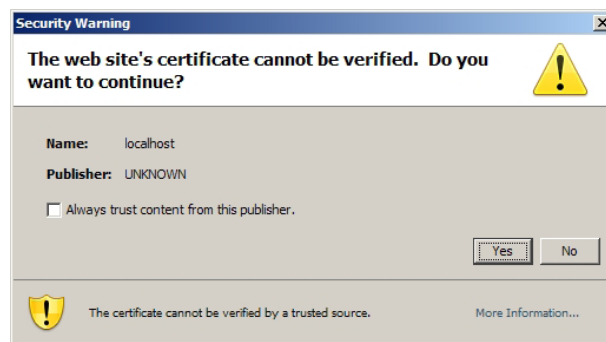 Security Warning
The web site's certificate cannot be verified. Do you
want to continue?
Name: localhost
Publisher: UNKNOWN
Always trust content from this publisher.
Yes No
The certificate cannot be verified by a trusted source. More Information...